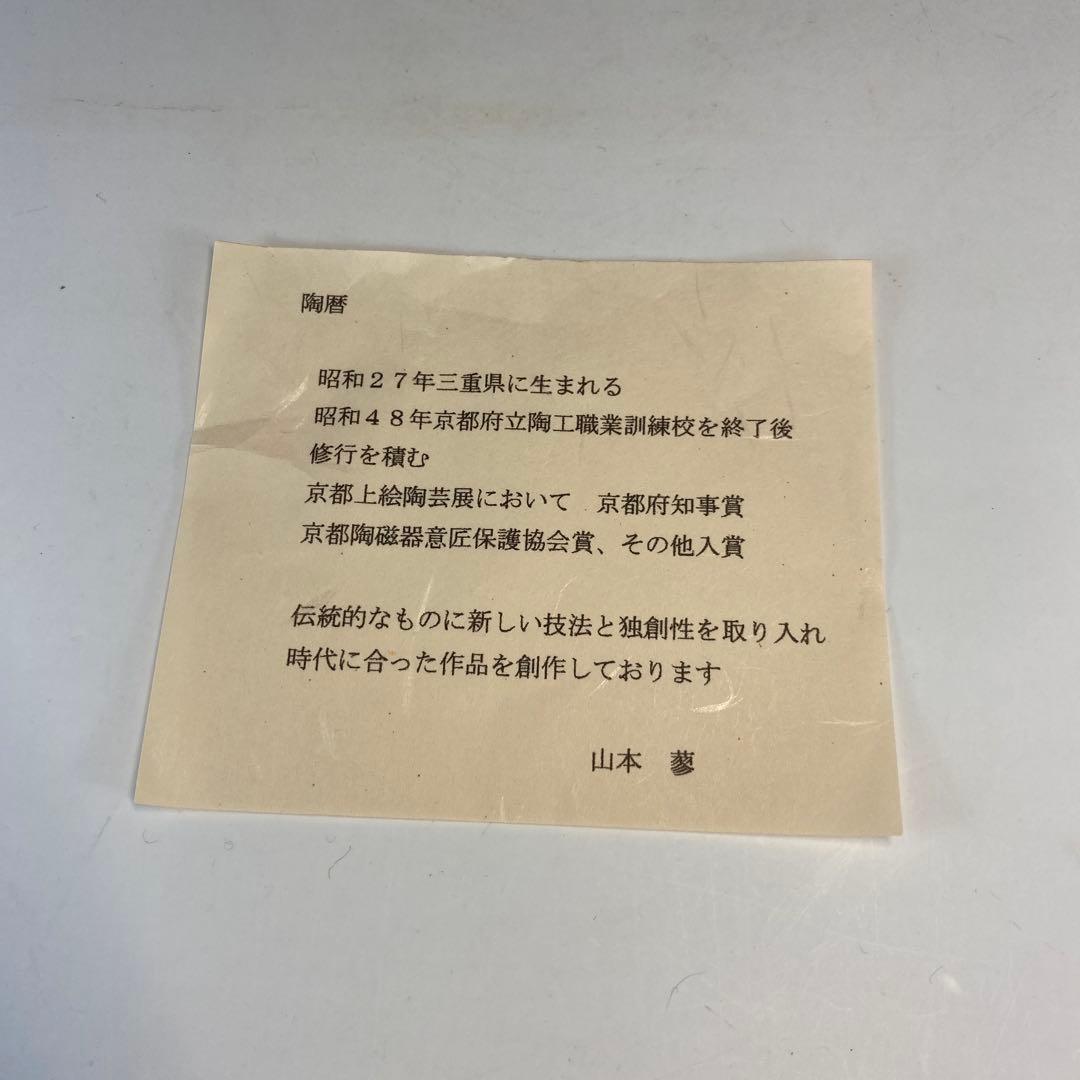 陶暦
昭和２７年三重県に生まれる
昭和４８年京都府立陶工職業訓練校を終了後
修行を積む
京都上絵陶芸展において　京都府知事賞
京都陶磁器意匠保護協会賞、その他入賞
伝統的なものに新しい技法と独創性を取り入れ
時代に合った作品を創作しております
山本　蓼